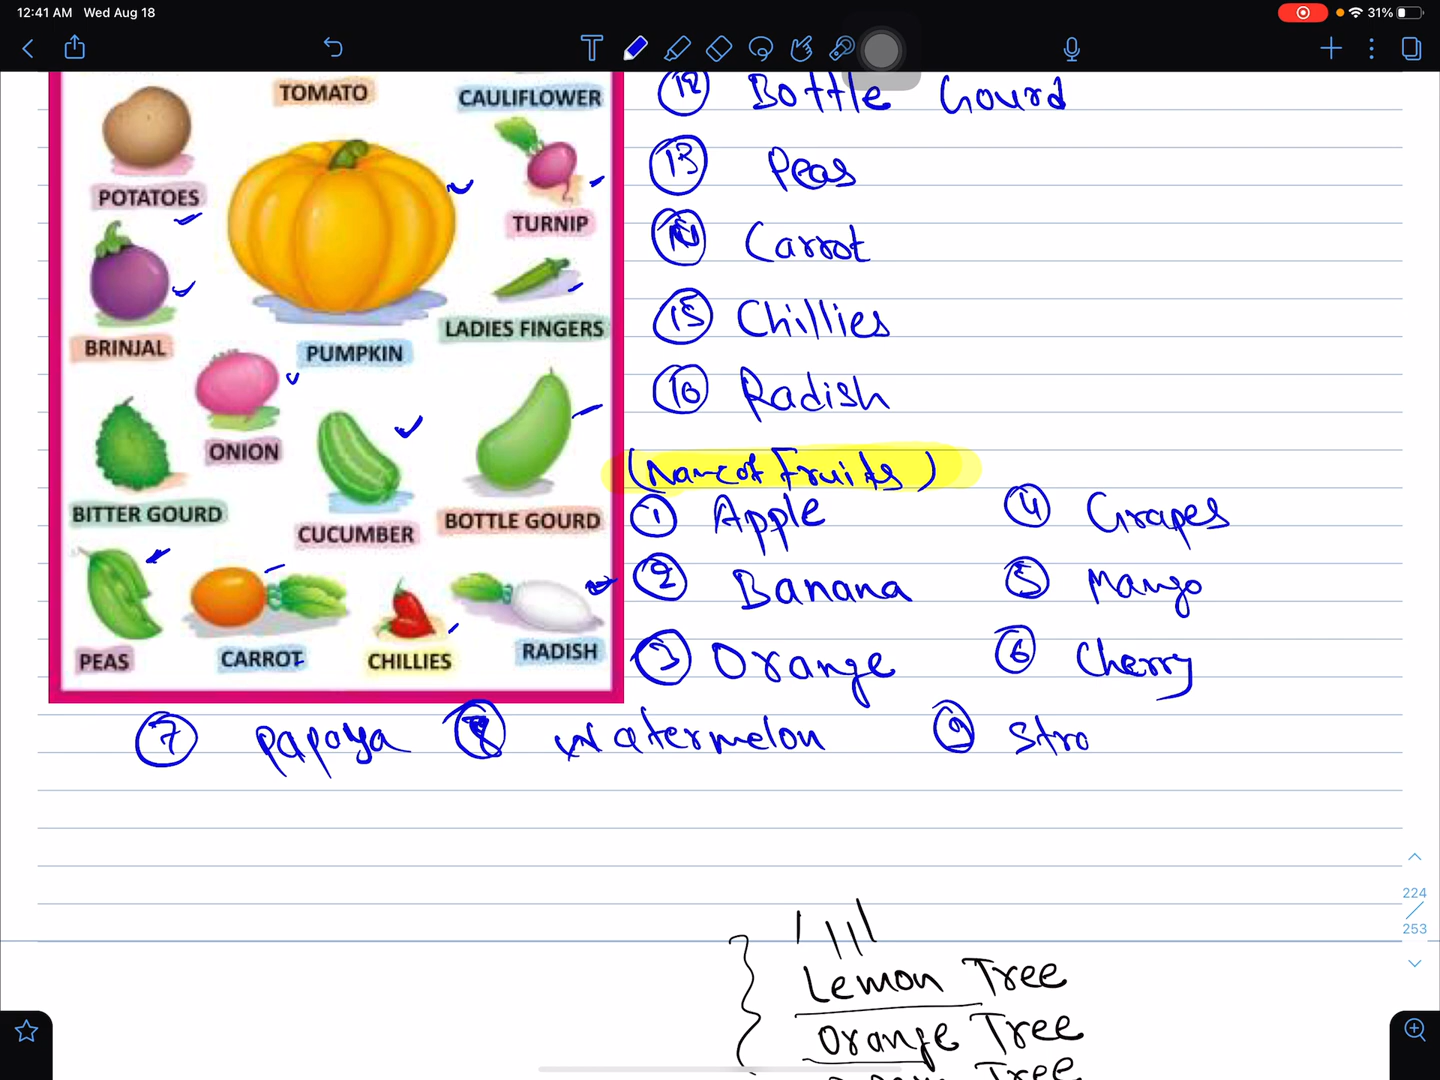 12:41 AM Wed Aug 18
31%
TOMATO
CAULIFLOWER
POTATOES
TURNIP
BRINJAL
PUMPKIN
LADIES FINGERS
ONION
BITTER GOURD
CUCUMBER
BOTTLE GOURD
PEAS
CARROT
CHILLIES
RADISH
12 Bottle Gourd
13 Peas
14 Carrot
15 Chillies
16 Radish
(Name of Fruits)
1 Apple 4 Grapes
2 Banana 5 Mango
3 Orange 6 Cherry
7 Papaya 8 Watermelon 9 Stro
224
253
Lemon Tree
Orange Tree
Tree